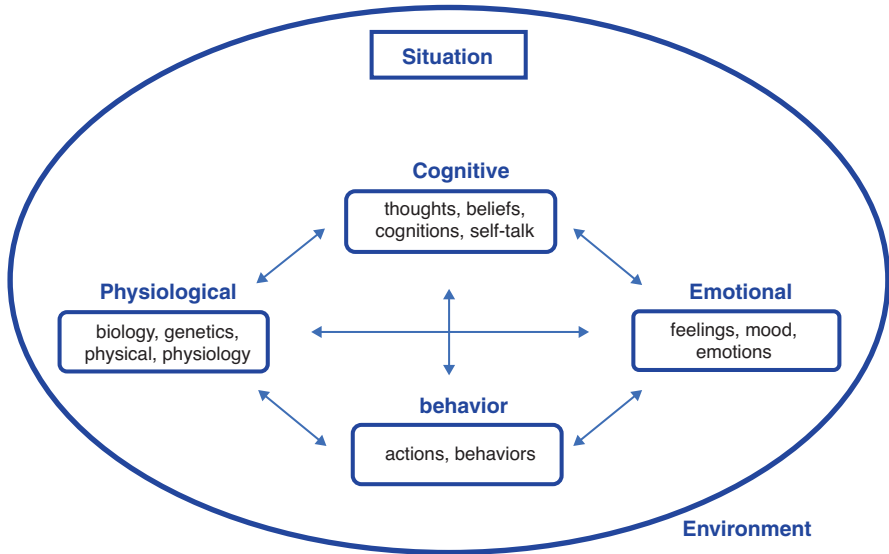 Situation
Cognitive
thoughts, beliefs,
cognitions, self-talk
Physiological
biology, genetics,
physical, physiology
Emotional
feelings, mood,
emotions
behavior
actions, behaviors
Environment